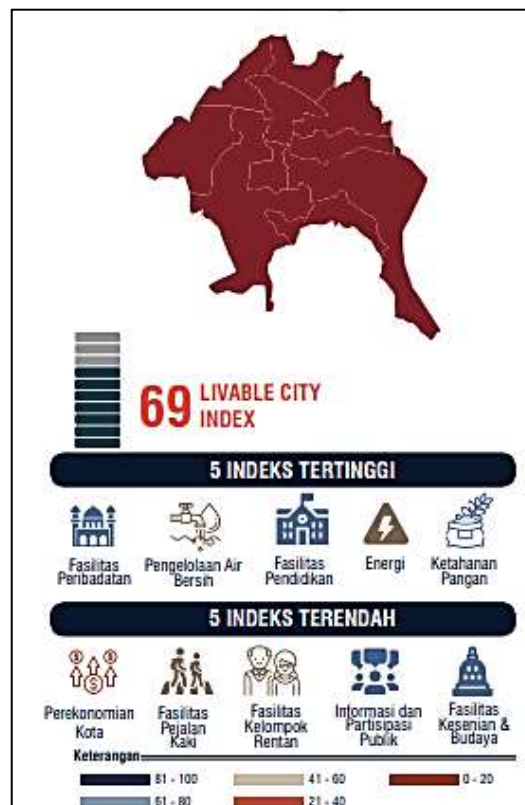 69 LIVABLE CITY
INDEX
5 INDEKS TERTINGGI
Fasilitas
Peribadatan
Pengelolaan Air
Bersih
Fasilitas
Pendidikan
Energi
Ketahanan
Pangan
5 INDEKS TERENDAH
Perekonomian
Kota
Fasilitas
Pejalan
Kaki
Fasilitas
Kelompok
Rentan
Informasi dan
Partisipasi
Publik
Fasilitas
Kesenian &
Budaya
Keterangan
81 - 100
41 - 60
0 - 20
61 - 80
21 - 40